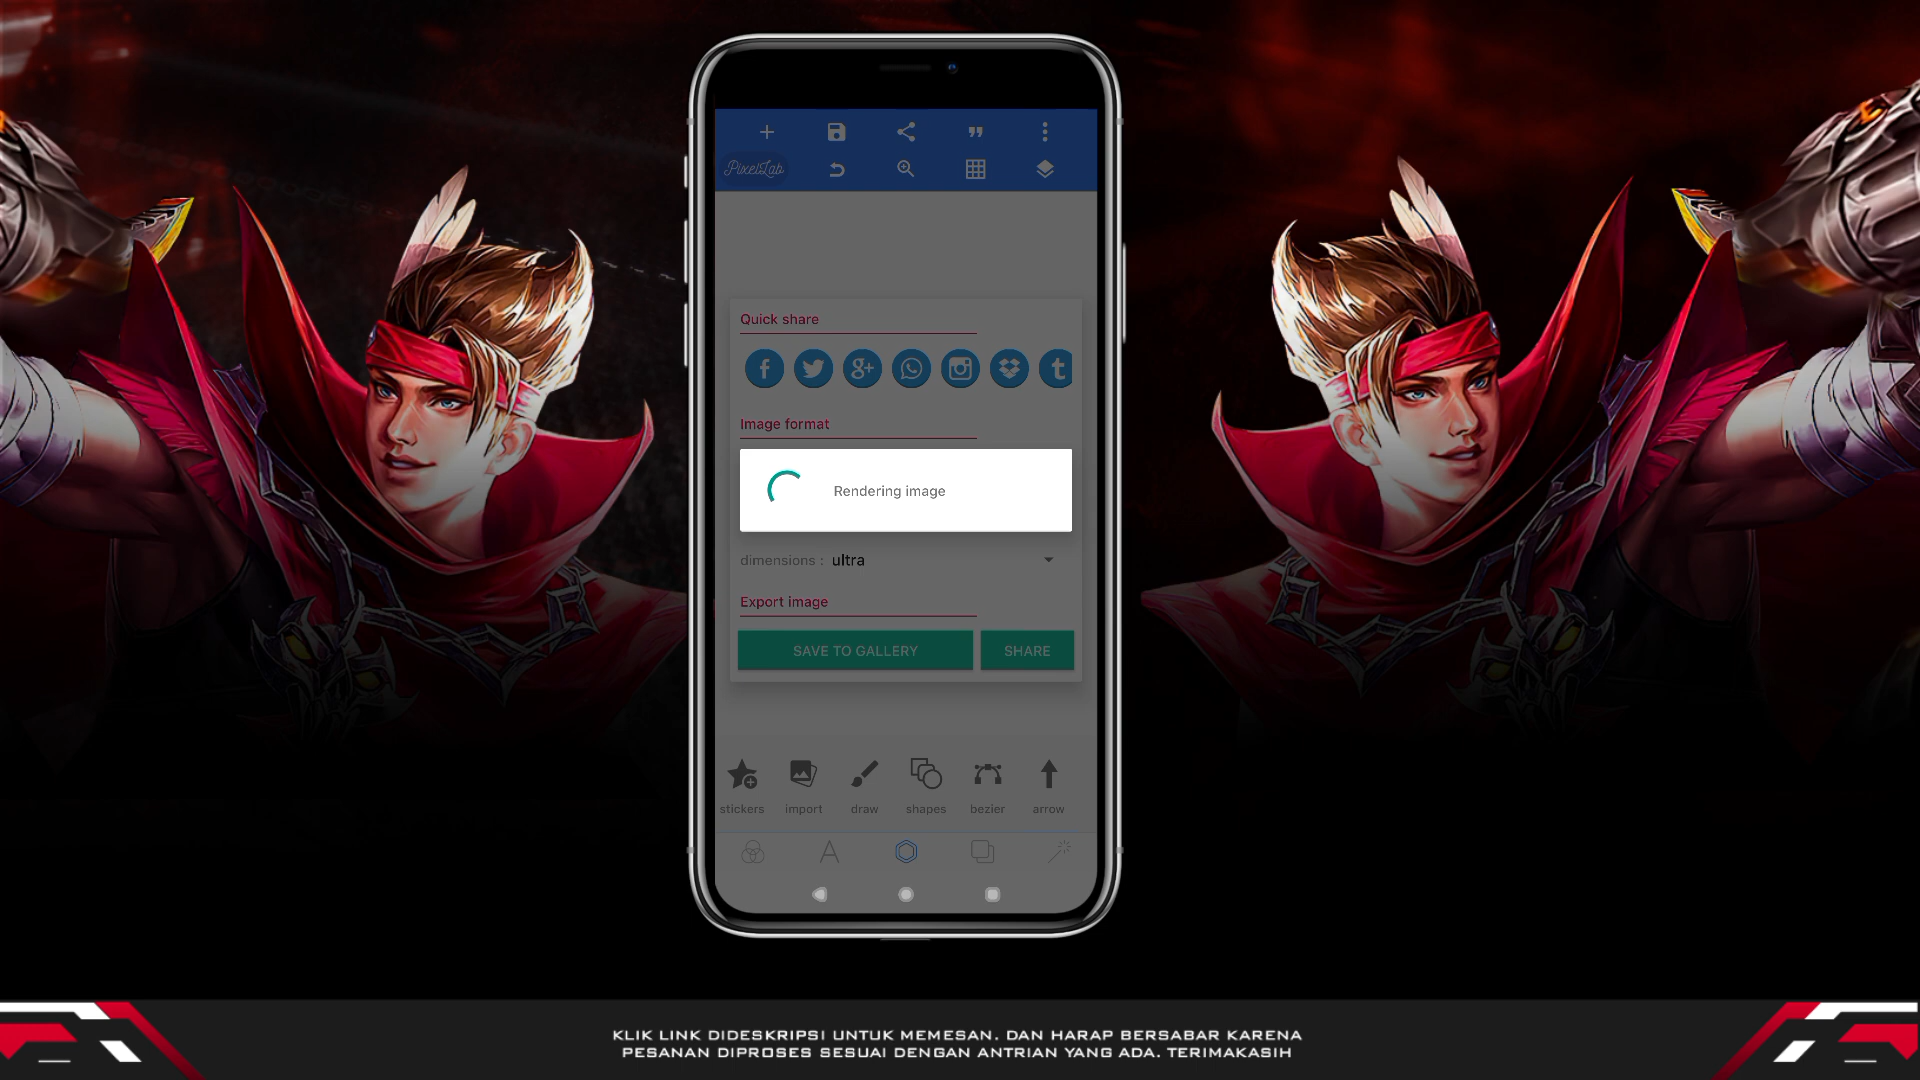 PixelLab
Quick share
Image format
Rendering image
dimensions : ultra
Export image
SAVE TO GALLERY SHARE
stickers import draw shapes bezier arrow
KLIK LINK DIDESKRIPSI UNTUK MEMESAN. DAN HARAP BERSABAR KARENA
PESANAN DIPROSES SESUAI DENGAN ANTRIAN YANG ADA. TERIMAKASIH